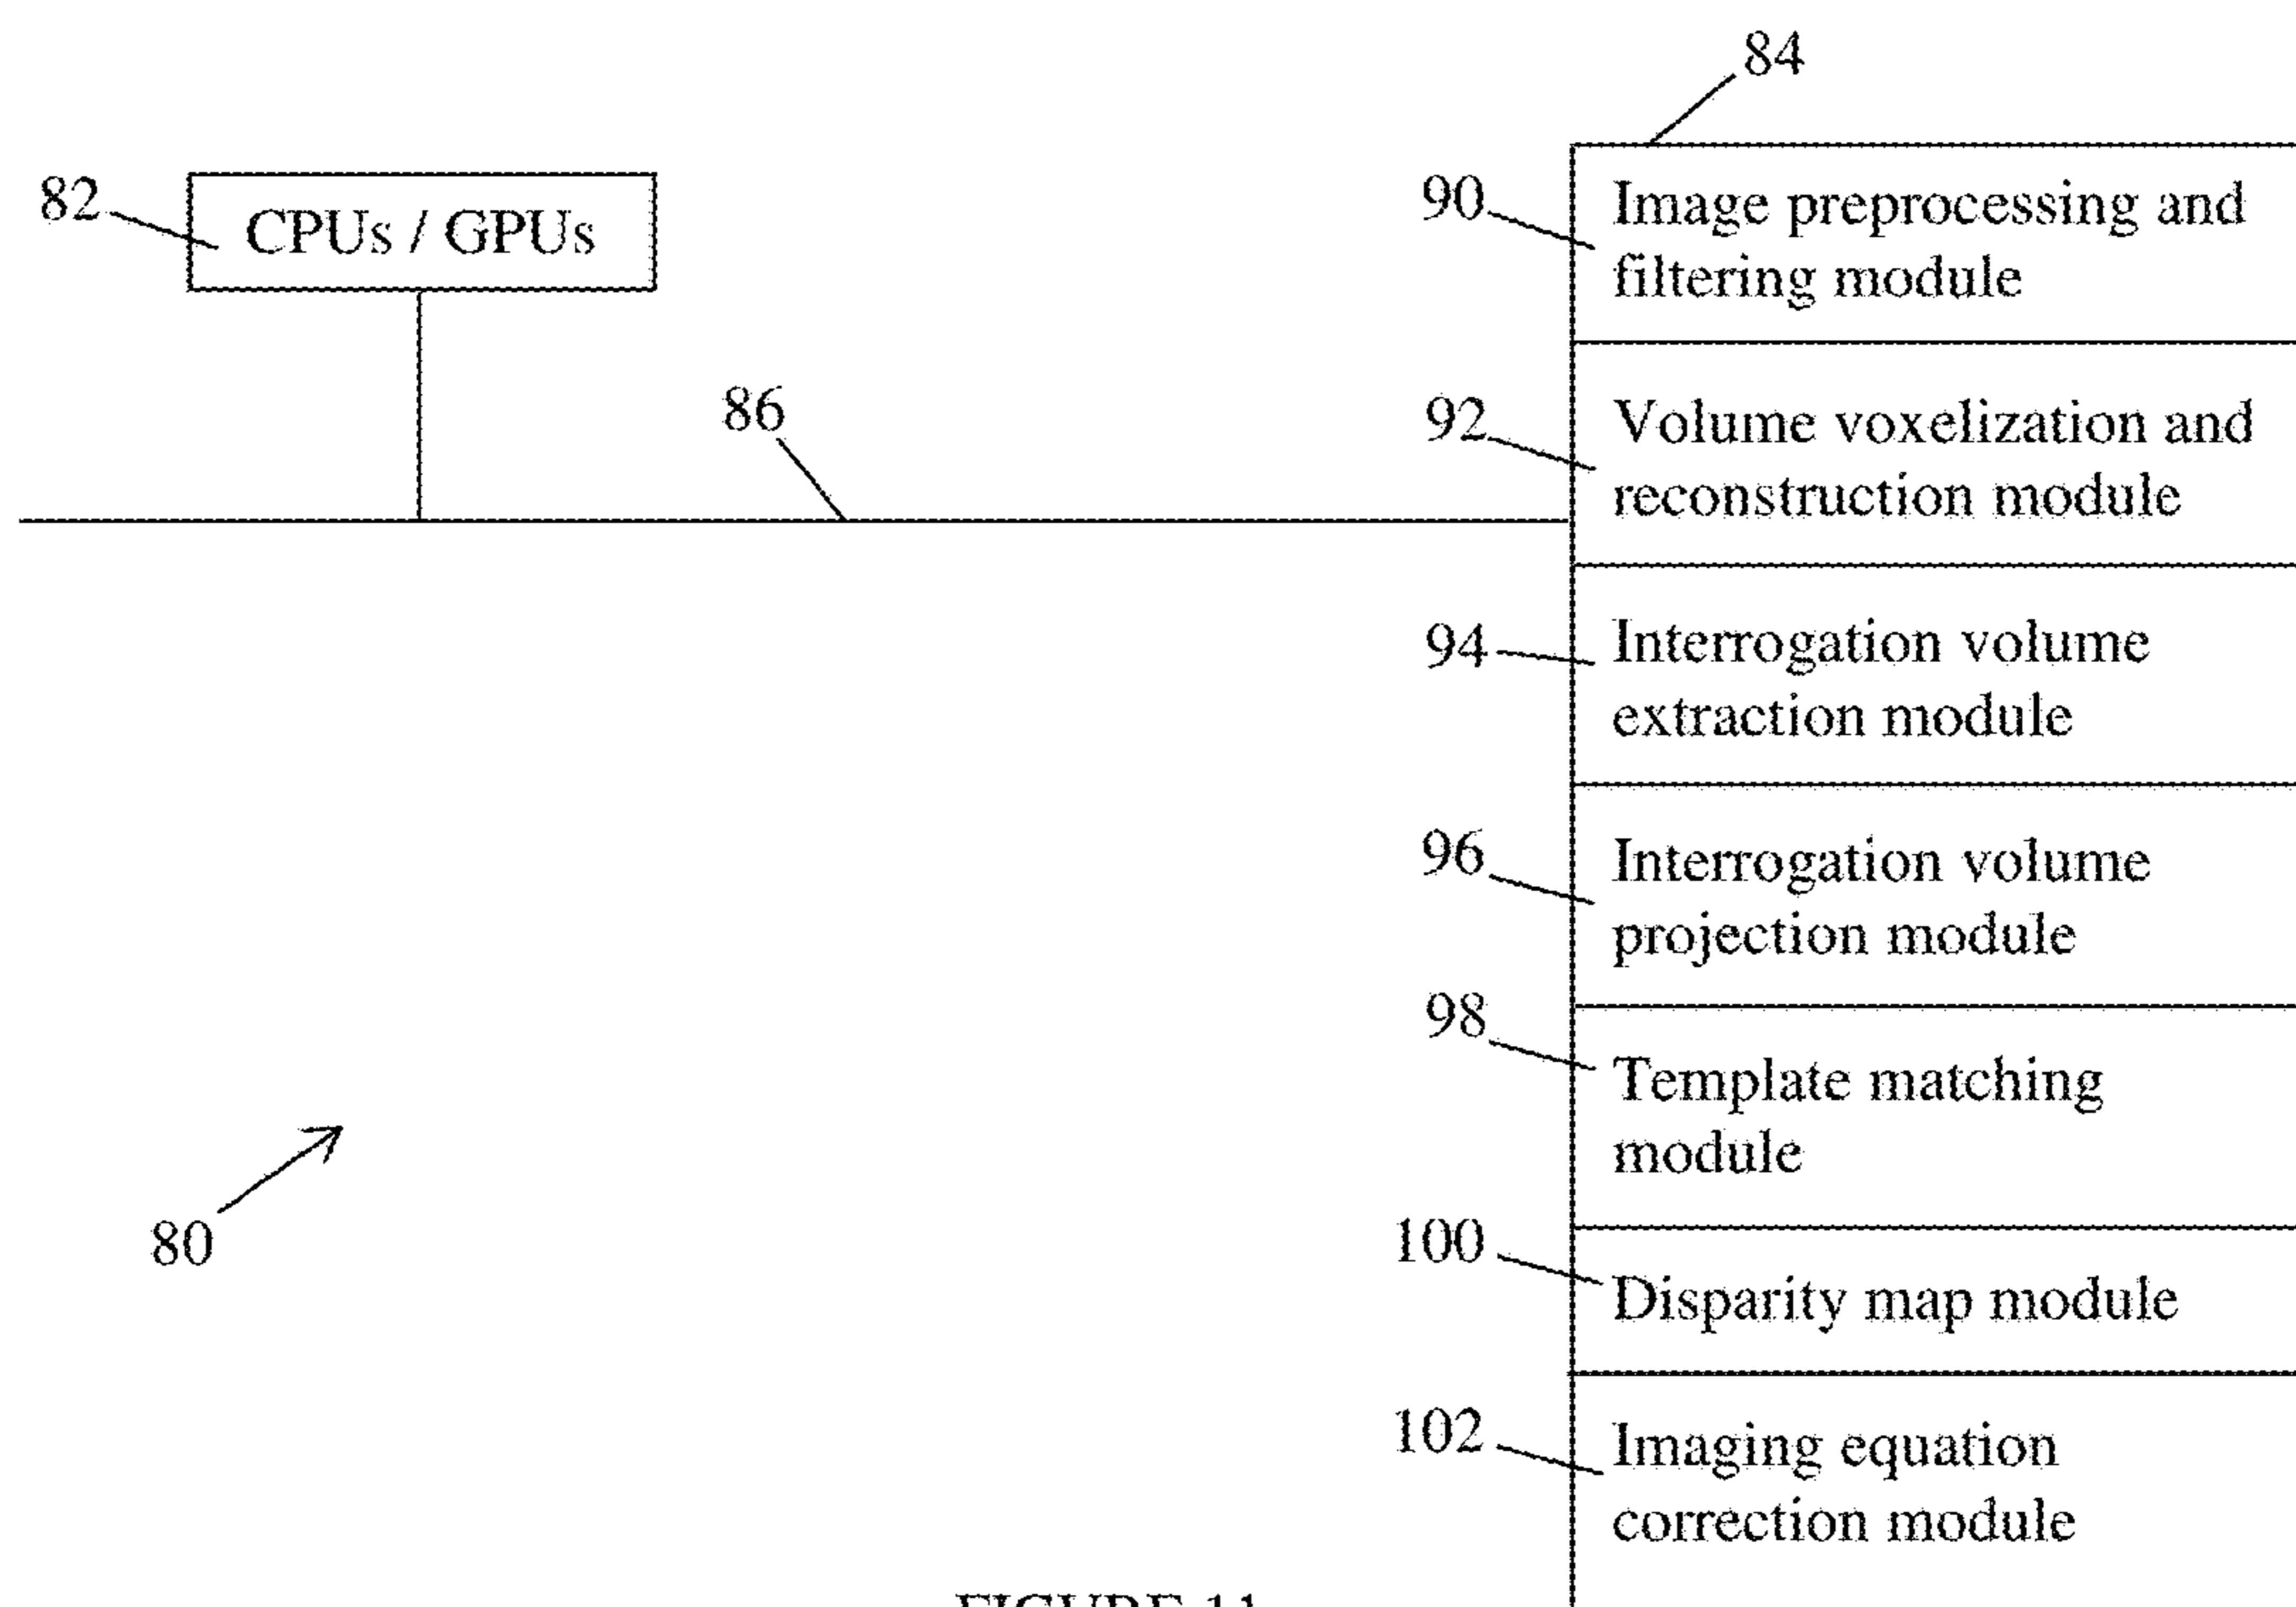 84
82
CPUs / GPUs
86
90
Image preprocessing and
filtering module
92
Volume voxelization and
reconstruction module
94
Interrogation volume
extraction module
96
Interrogation volume
projection module
98
Template matching
module
80
100
Disparity map module
102
Imaging equation
correction module
FIGURE 11